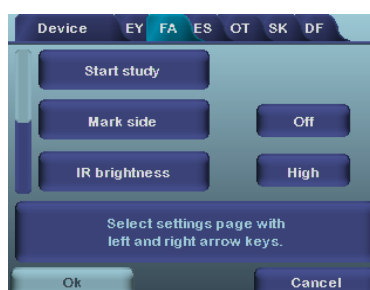 Device EY FA ES OT SK DF
Start study
Mark side Off
IR brightness High
Select settings page with
left and right arrow keys.
Ok Cancel